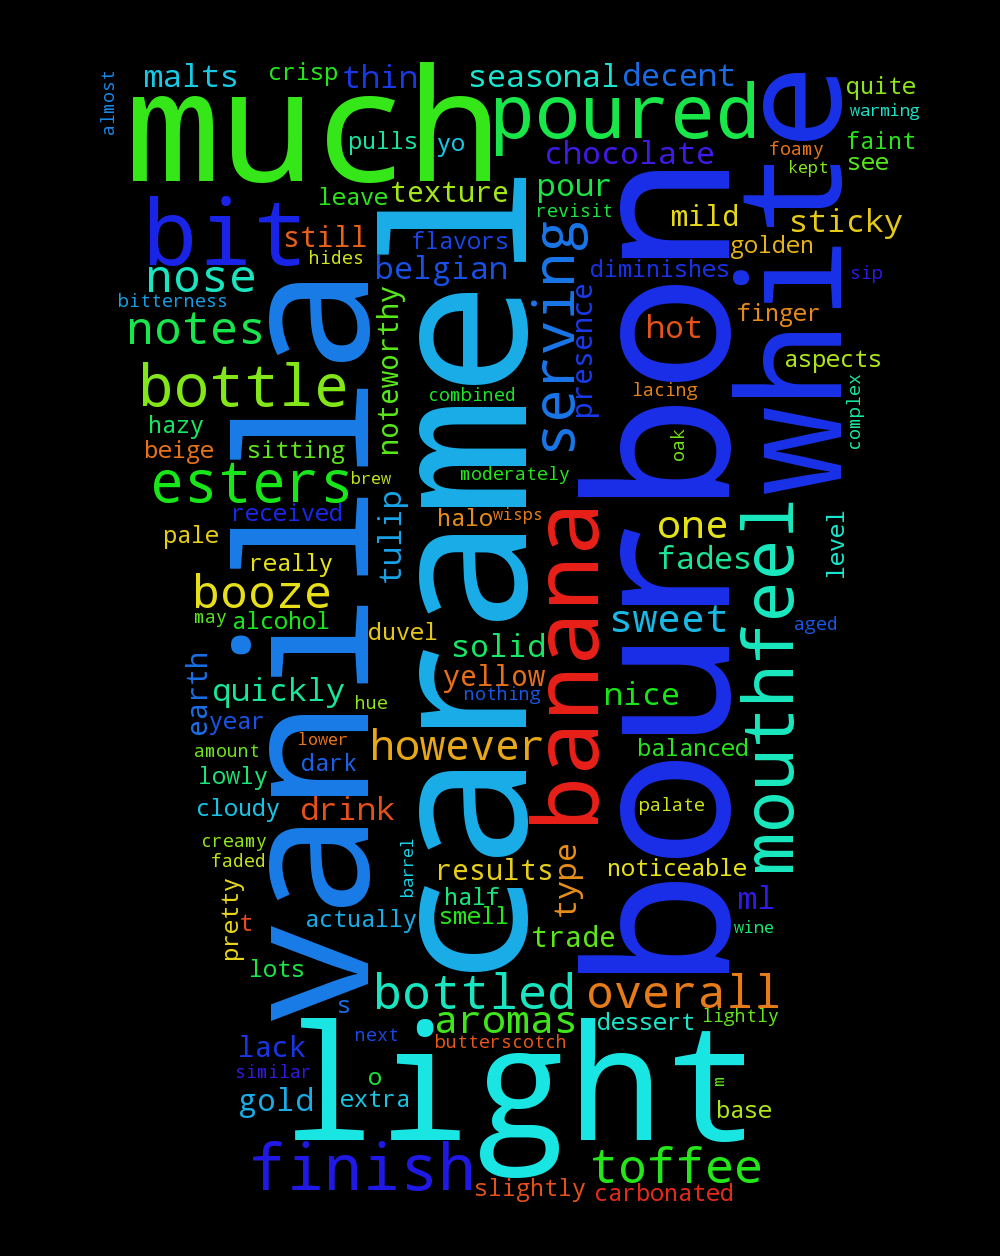 almost
malts
crisp
thin
seasonal
decent
quite
warming
much
poured
white
pulls
yo
chocolate
foamy
kept
faint
see
leave
texture
pour
revisit
mild
sticky
bit
still
hides
flavors
belgian
serving
diminishes
golden
sip
nose
bitterness
notes
noteworthy
presence
hot
finger
aspects
bottle
combined
lacing
complex
hazy
beige
sitting
oak
esters
brew
moderately
received
tulip
halo
wisps
one
level
pale
really
fades
mouthfeel
booze
may
alcohol
duvel
solid
sweet
aged
vanilla
caramel
banana
bourbon
earth
quickly
yellow
nothing
nice
year
hue
amount
lower
however
balanced
lowly
dark
cloudy
drink
palate
creamy
faded
barrel
results
type
noticeable
pretty
t
actually
half
smell
trade
ml
wine
lots
s
bottled
overall
aromas
dessert
lightly
lack
next
butterscotch
similar
o
light
m
gold
extra
base
finish
toffee
slightly
carbonated